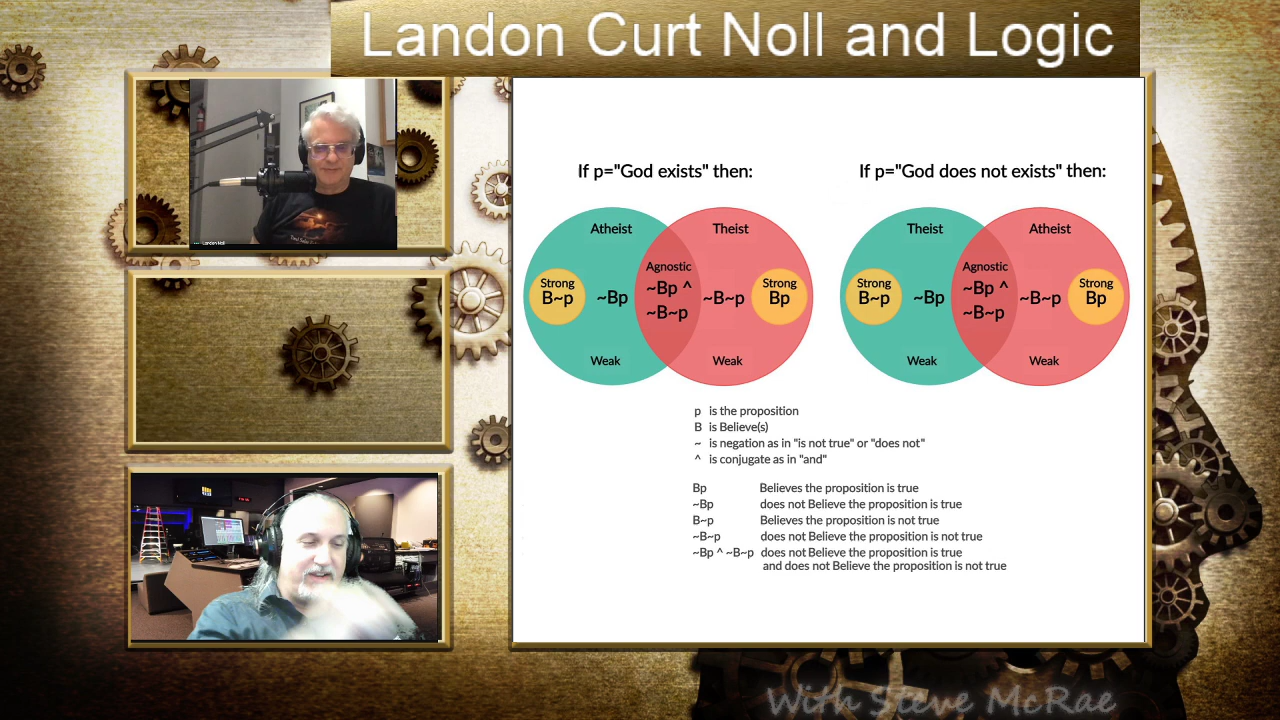 Landon Curt Noll and Logic
Landon Noll
If p="God exists" then:
Atheist
Theist
Agnostic
Strong
B~p
~Bp
~Bp ^
~B~p
~B~p
Strong
Bp
Weak
Weak
If p="God does not exists" then:
Theist
Atheist
Agnostic
Strong
B~p
~Bp
~Bp ^
~B~p
~B~p
Strong
Bp
Weak
Weak
p is the proposition
B is Believe(s)
~ is negation as in "is not true" or "does not"
^ is conjugate as in "and"
Bp Believes the proposition is true
~Bp does not Believe the proposition is true
B~p Believes the proposition is not true
~B~p does not Believe the proposition is not true
~Bp ^ ~B~p does not Believe the proposition is true
and does not Believe the proposition is not true
With Steve McRae